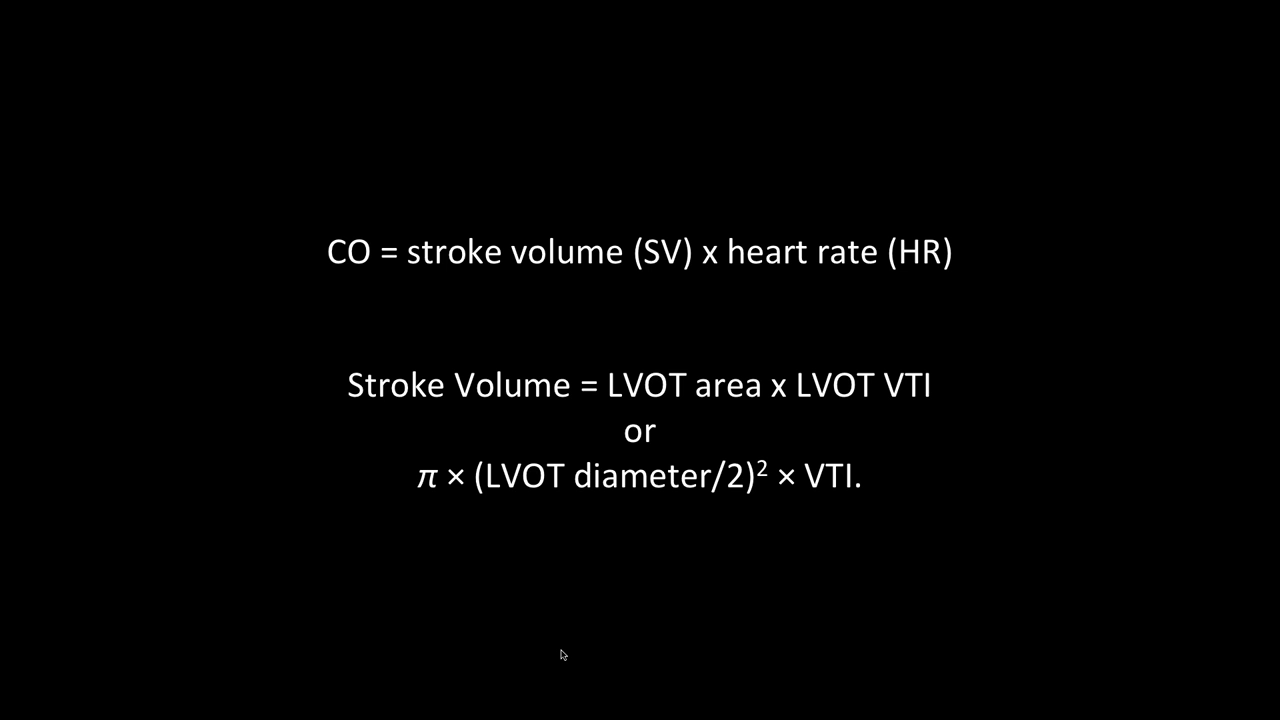 CO = stroke volume (SV) x heart rate (HR)
Stroke Volume = LVOT area x LVOT VTI
or
π × (LVOT diameter/2)² × VTI.